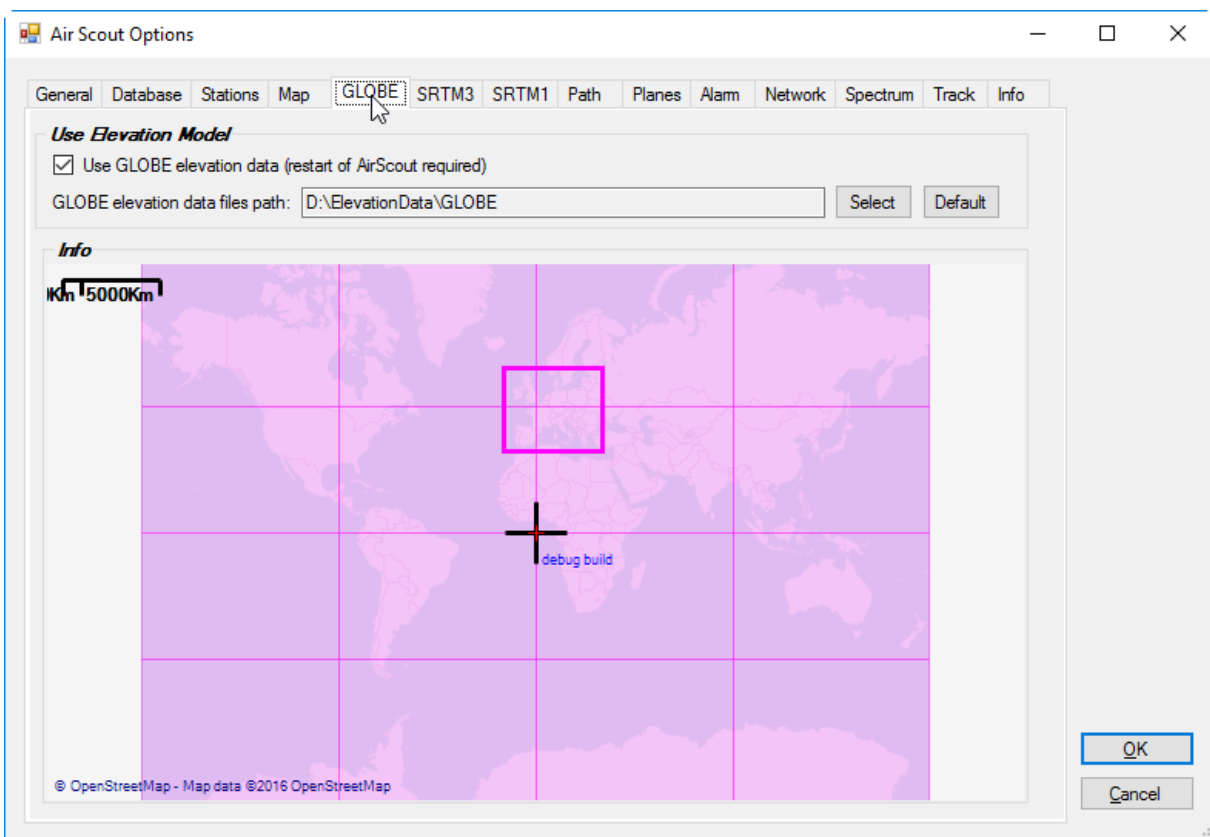 Air Scout Options
General Database Stations Map GLOBE SRTM3 SRTM1 Path Planes Alarm Network Spectrum Track Info
Use Elevation Model
Use GLOBE elevation data (restart of AirScout required)
GLOBE elevation data files path: D:\ElevationData\GLOBE Select Default
Info
Km 5000Km
debug build
© OpenStreetMap - Map data ©2016 OpenStreetMap
OK
Cancel